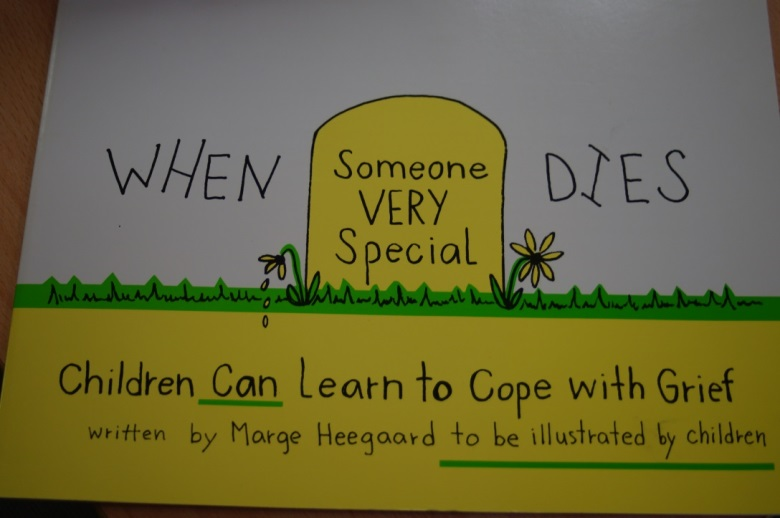 WHEN Someone VERY Special DIES
Children Can Learn to Cope with Grief
written by Marge Heegaard to be illustrated by children